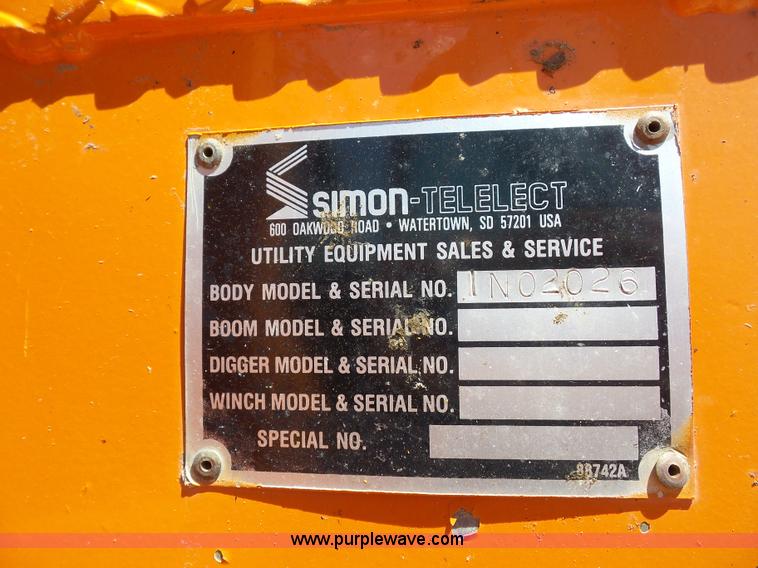 SIMON-TELELECT
600 OAKWOOD ROAD • WATERTOWN, SD 57201 USA
UTILITY EQUIPMENT SALES & SERVICE
BODY MODEL & SERIAL NO. 1N02026
BOOM MODEL & SERIAL NO.
DIGGER MODEL & SERIAL NO.
WINCH MODEL & SERIAL NO.
SPECIAL NO.
98742A
www.purplewave.com